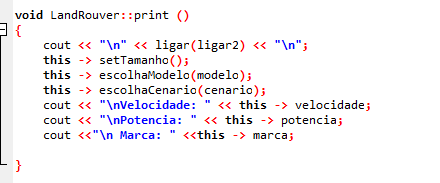 void LandRouver::print ()
{
cout << "\n" << ligar(ligar2) << "\n";
this -> setTamanho();
this -> escolhaModelo(modelo);
this -> escolhaCenario(cenario);
cout << "\nVelocidade: " << this -> velocidade;
cout << "\nPotencia: " << this -> potencia;
cout <<"\n Marca: " <<this -> marca;
}